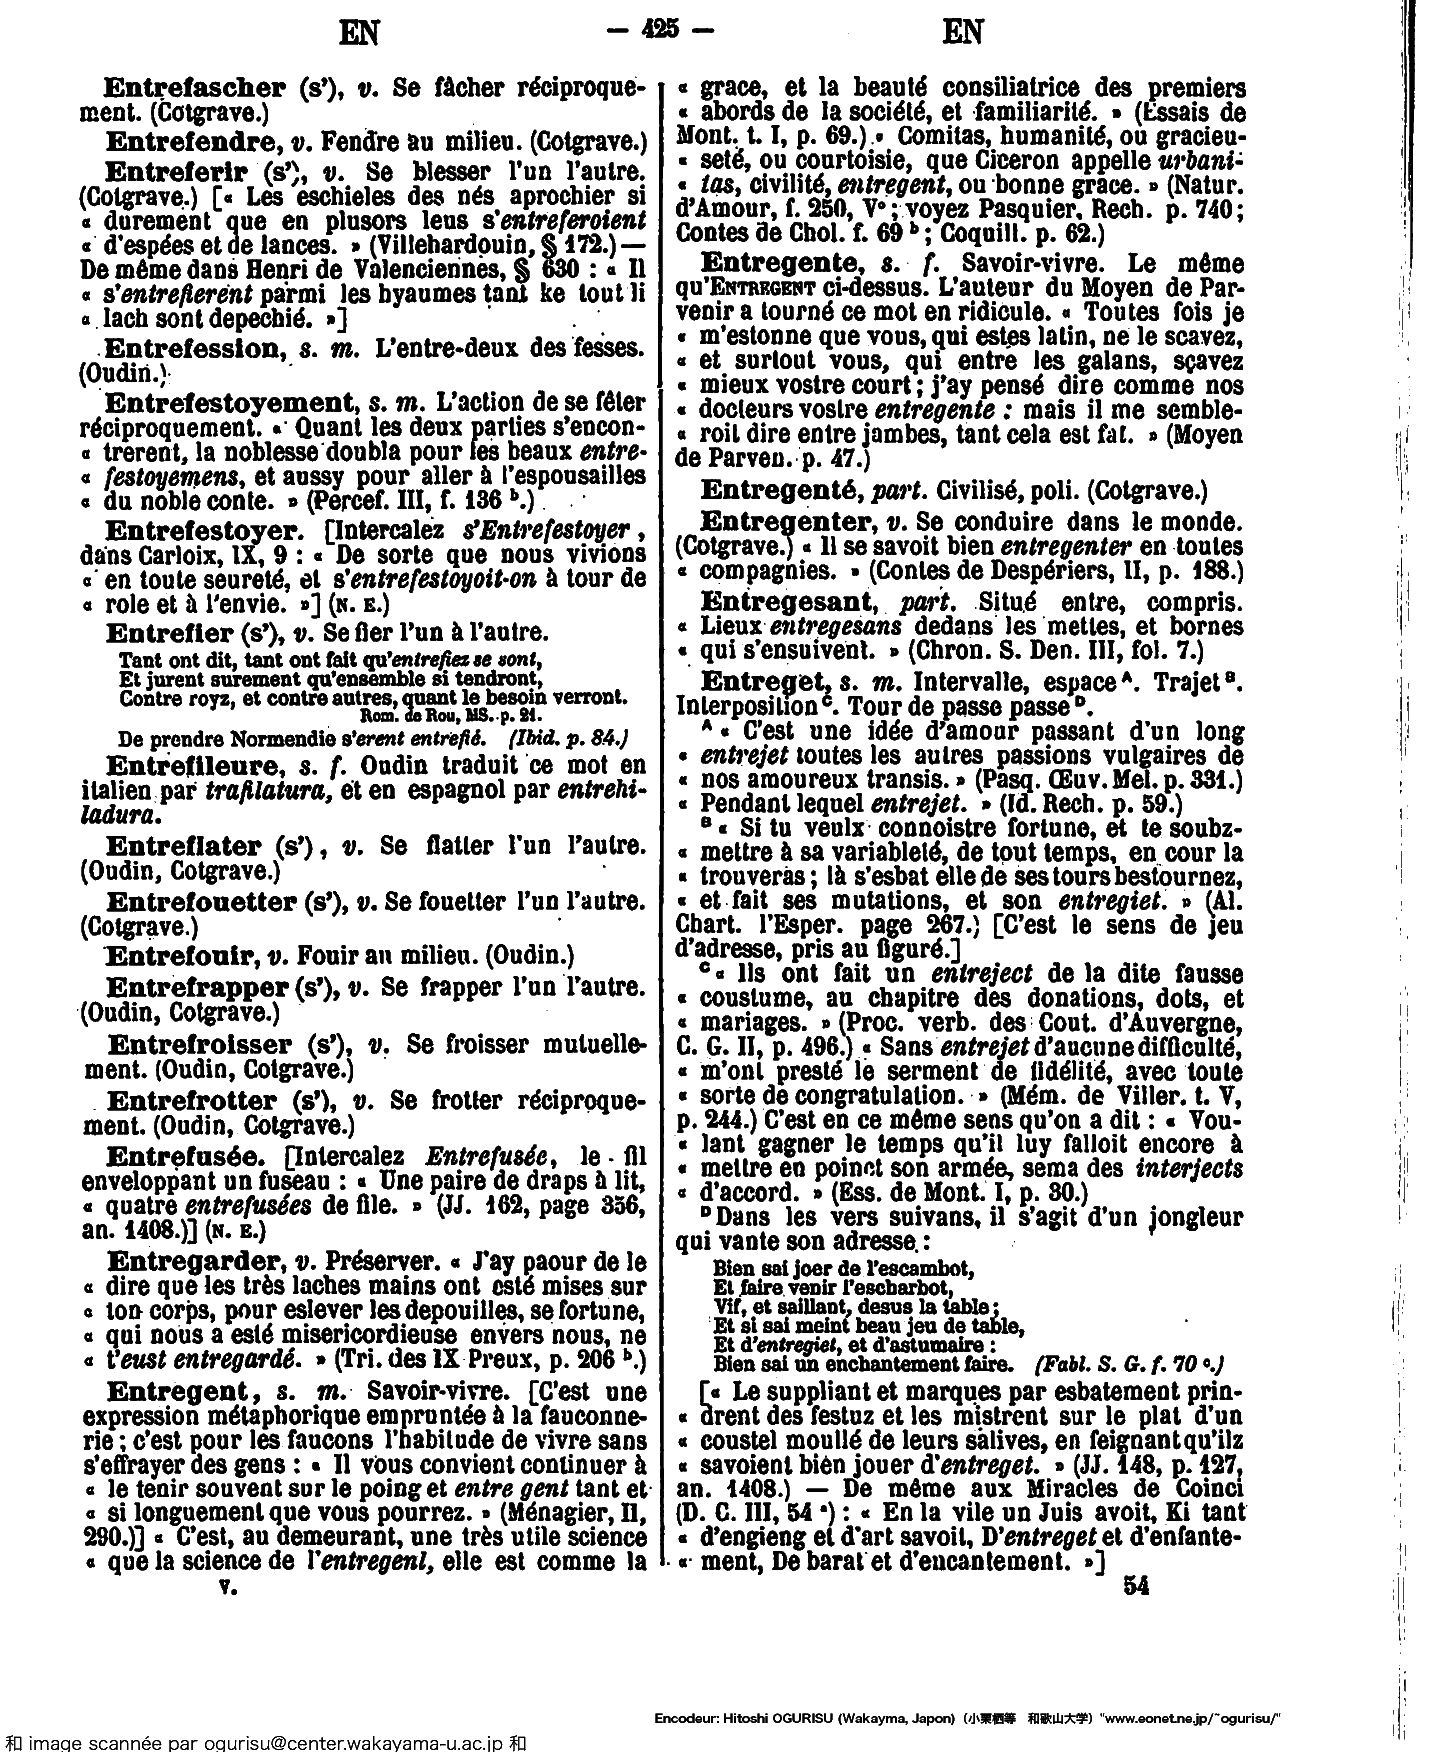 EN
— 425 —
EN
Entrefascher (s'), v. Se fâcher réciproque-
ment. (Cotgrave.)
Entrefendre, v. Fendre au milieu. (Cotgrave.)
Entreferir (s'), v. Se blesser l'un l'autre.
(Cotgrave.) [« Les eschieles des nés aprochier si
« durement que en plusors leus s'entreferoient
« d'espées et de lances. » (Villehardouin, § 172.) —
De même dans Henri de Valenciennes, § 630 : « Il
« s'entrefierent parmi les hyaumes tant ke tout li
« lach sont depechié. »]
Entrefession, s. m. L'entre-deux des fesses.
(Oudin.)
Entrefestoyement, s. m. L'action de se fêter
réciproquement. « Quant les deux parties s'encon-
« trerent, la noblesse doubla pour les beaux entre-
« festoyemens, et aussy pour aller à l'espousailles
« du noble conte. » (Percef. III, f. 136 b.)
Entrefestoyer. [Intercalez s'Entrefestoyer,
dans Carloix, IX, 9 : « De sorte que nous vivions
« en toute seureté, et s'entrefestoyoit-on à tour de
« role et à l'envie. »] (N. E.)
Entrefier (s'), v. Se fier l'un à l'autre.
Tant ont dit, tant ont fait qu'entrefiez se sont,
Et jurent surement qu'ensemble si tendront,
Contre royz, et contre autres, quant le besoin verront.
Rom. de Rou, MS. p. 21.
De prendre Normendie s'erent entrefié. (Ibid. p. 84.)
Entrefileure, s. f. Oudin traduit ce mot en
italien par trafilatura, et en espagnol par entrehi-
ladura.
Entreflater (s'), v. Se flatter l'un l'autre.
(Oudin, Cotgrave.)
Entrefouetter (s'), v. Se fouetter l'un l'autre.
(Cotgrave.)
Entrefouir, v. Fouir au milieu. (Oudin.)
Entrefrapper (s'), v. Se frapper l'un l'autre.
(Oudin, Cotgrave.)
Entrefroisser (s'), v. Se froisser mutuelle-
ment. (Oudin, Cotgrave.)
Entrefrotter (s'), v. Se frotter réciproque-
ment. (Oudin, Cotgrave.)
Entrefusée. [Intercalez Entrefusée, le fil
enveloppant un fuseau : « Une paire de draps à lit,
« quatre entrefusées de file. » (JJ. 162, page 356,
an. 1408.)] (N. E.)
Entregarder, v. Préserver. « J'ay paour de le
« dire que les très laches mains ont esté mises sur
« ton corps, pour eslever les depouilles, se fortune,
« qui nous a esté misericordieuse envers nous, ne
« t'eust entregardé. » (Tri. des IX Preux, p. 206 b.)
Entregent, s. m. Savoir-vivre. [C'est une
expression métaphorique empruntée à la fauconne-
rie ; c'est pour les faucons l'habitude de vivre sans
s'effrayer des gens : « Il vous convient continuer à
« le tenir souvent sur le poing et entre gent tant et
« si longuement que vous pourrez. » (Ménagier, II,
290.)] « C'est, au demeurant, une très utile science
« que la science de l'entregent, elle est comme la
V.
« grace, et la beauté consiliatrice des premiers
« abords de la société, et familiarité. » (Essais de
Mont. t. I, p. 69.) « Comitas, humanité, ou gracieu-
« seté, ou courtoisie, que Ciceron appelle urbani-
« tas, civilité, entregent, ou bonne grace. » (Natur.
d'Amour, f. 250, V° ; voyez Pasquier, Rech. p. 740 ;
Contes de Chol. f. 69 b ; Coquill. p. 62.)
Entregente, s. f. Savoir-vivre. Le même
qu'ENTREGENT ci-dessus. L'auteur du Moyen de Par-
venir a tourné ce mot en ridicule. « Toutes fois je
« m'estonne que vous, qui estes latin, ne le scavez,
« et surtout vous, qui entre les galans, sçavez
« mieux vostre court ; j'ay pensé dire comme nos
« docteurs vostre entregente : mais il me semble-
« roit dire entre jambes, tant cela est fat. » (Moyen
de Parven. p. 47.)
Entregenté, part. Civilisé, poli. (Cotgrave.)
Entregenter, v. Se conduire dans le monde.
(Cotgrave.) « Il se savoit bien entregenter en toutes
« compagnies. » (Contes de Despériers, II, p. 188.)
Entregesant, part. Situé entre, compris.
« Lieux entregesans dedans les mettes, et bornes
« qui s'ensuivent. » (Chron. S. Den. III, fol. 7.)
Entreget, s. m. Intervalle, espace A. Trajet B.
Interposition C. Tour de passe passe D.
A « C'est une idée d'amour passant d'un long
« entrejet toutes les autres passions vulgaires de
« nos amoureux transis. » (Pasq. Œuv. Mel. p. 331.)
« Pendant lequel entrejet. » (Id. Rech. p. 59.)
B « Si tu veulx connoistre fortune, et te soubz-
« mettre à sa variableté, de tout temps, en cour la
« trouveras ; là s'esbat elle de ses tours bestournez,
« et fait ses mutations, et son entregiet. » (Al.
Chart. l'Esper. page 267.) [C'est le sens de jeu
d'adresse, pris au figuré.]
C « Ils ont fait un entreject de la dite fausse
« coustume, au chapitre des donations, dots, et
« mariages. » (Proc. verb. des Cout. d'Auvergne,
C. G. II, p. 496.) « Sans entrejet d'aucune difficulté,
« m'ont presté le serment de fidélité, avec toute
« sorte de congratulation. » (Mém. de Viller. t. V,
p. 244.) C'est en ce même sens qu'on a dit : « Vou-
« lant gagner le temps qu'il luy falloit encore à
« mettre en poinct son armée, sema des interjects
« d'accord. » (Ess. de Mont. I, p. 30.)
D Dans les vers suivans, il s'agit d'un jongleur
qui vante son adresse :
Bien sai joer de l'escambot,
Et faire venir l'escharbot,
Vif, et saillant, desus la table ;
Et si sai meint beau jeu de table,
Et d'entregiet, et d'astumaire :
Bien sai un enchantement faire. (Fabl. S. G. f. 70 c.)
[« Le suppliant et marques par esbatement prin-
« drent des festuz et les mistrent sur le plat d'un
« coustel moullé de leurs salives, en feignant qu'ilz
« savoient bien jouer d'entreget. » (JJ. 148, p. 127,
an. 1408.) — De même aux Miracles de Coinci
(D. C. III, 54 a) : « En la vile un Juis avoit, Ki tant
« d'engieng et d'art savoit, D'entreget et d'enfante-
« ment, De barat et d'encantement. »]
54
Encodeur: Hitoshi OGURISU (Wakayma, Japon) (小栗栖等 和歌山大学) "www.eonet.ne.jp/~ogurisu/"
和 image scannée par ogurisu@center.wakayama-u.ac.jp 和